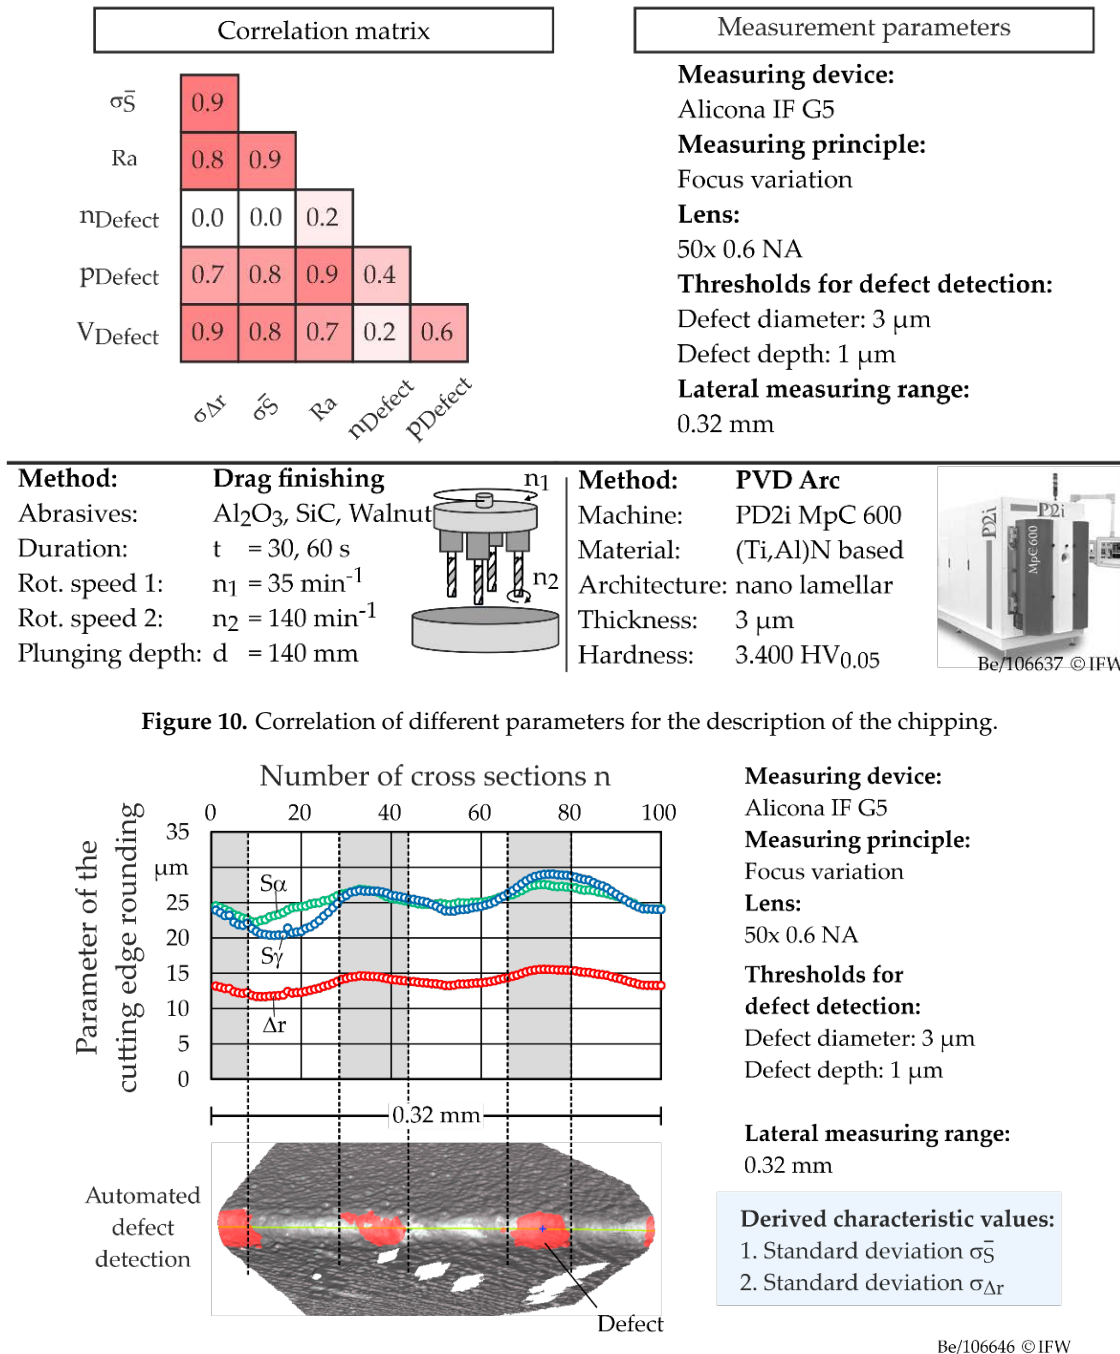 Correlation matrix
Measurement parameters
σS̄ 0.9
Ra 0.8 0.9
nDefect 0.0 0.0 0.2
pDefect 0.7 0.8 0.9 0.4
VDefect 0.9 0.8 0.7 0.2 0.6
σΔr σS̄ Ra nDefect pDefect
Measuring device:
Alicona IF G5
Measuring principle:
Focus variation
Lens:
50x 0.6 NA
Thresholds for defect detection:
Defect diameter: 3 µm
Defect depth: 1 µm
Lateral measuring range:
0.32 mm
Method: Drag finishing
Abrasives: Al2O3, SiC, Walnut
Duration: t = 30, 60 s
Rot. speed 1: n1 = 35 min-1
Rot. speed 2: n2 = 140 min-1
Plunging depth: d = 140 mm
n1
n2
Method: PVD Arc
Machine: PD2i MpC 600
Material: (Ti,Al)N based
Architecture: nano lamellar
Thickness: 3 µm
Hardness: 3.400 HV0.05
P2i
P2i
MpC 600
Be/106637 © IFW
Figure 10. Correlation of different parameters for the description of the chipping.
Number of cross sections n
0 20 40 60 80 100
Parameter of the
cutting edge rounding
35
µm
25
20
15
10
5
0
Sα
Sγ
Δr
0.32 mm
Automated
defect
detection
Defect
Measuring device:
Alicona IF G5
Measuring principle:
Focus variation
Lens:
50x 0.6 NA
Thresholds for
defect detection:
Defect diameter: 3 µm
Defect depth: 1 µm
Lateral measuring range:
0.32 mm
Derived characteristic values:
1. Standard deviation σS̄
2. Standard deviation σΔr
Be/106646 © IFW